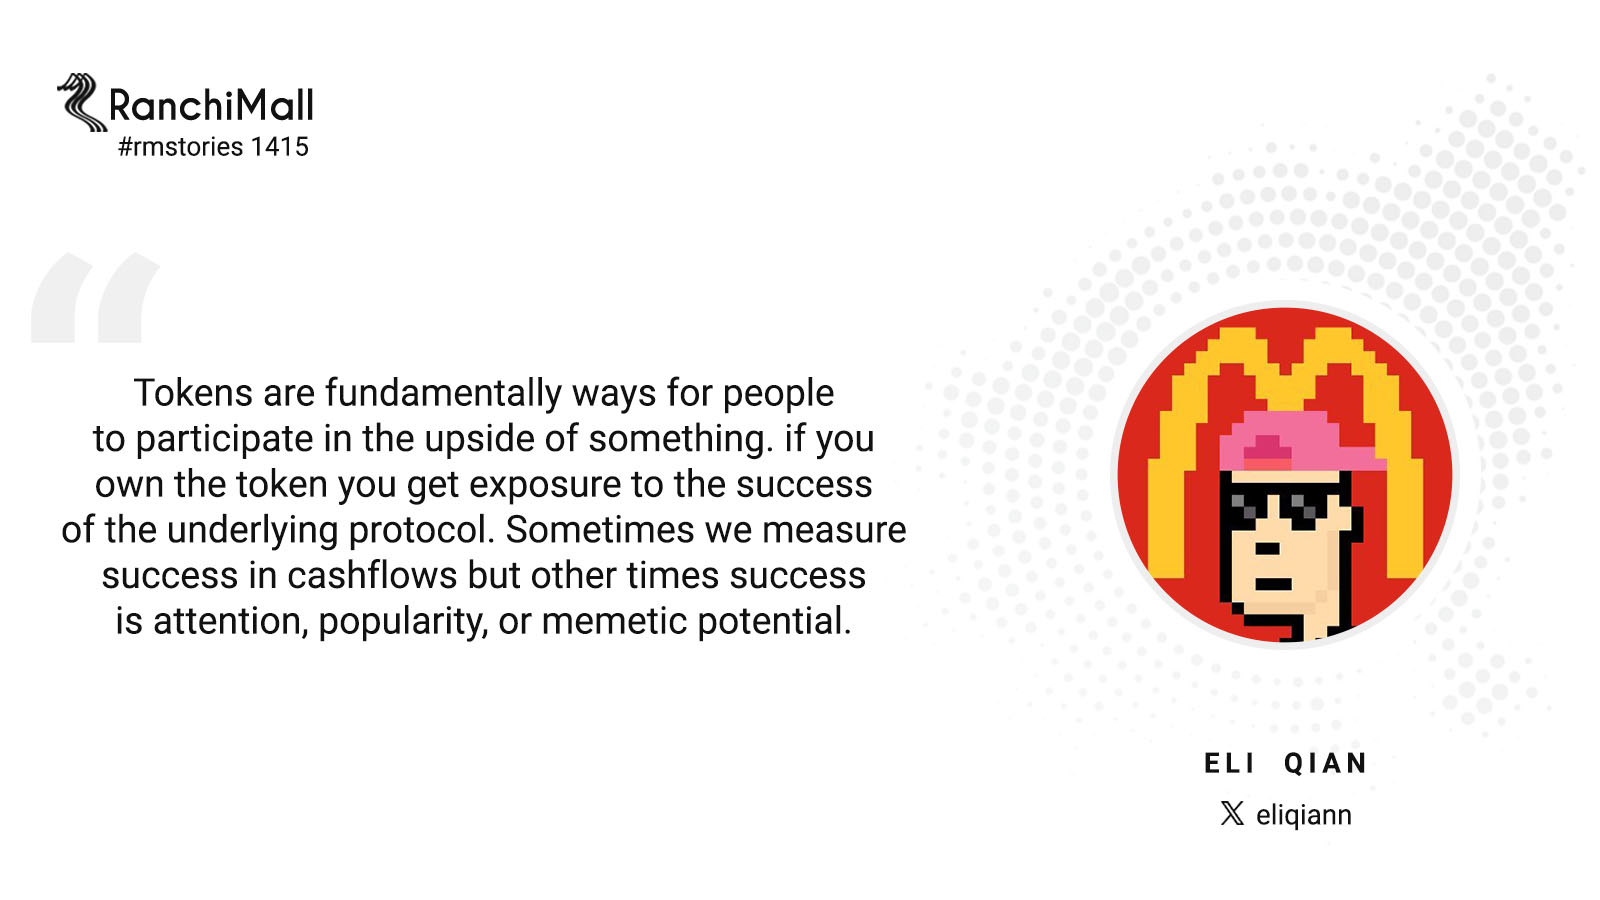 RanchiMall
#rmstories 1415
“
Tokens are fundamentally ways for people
to participate in the upside of something. if you
own the token you get exposure to the success
of the underlying protocol. Sometimes we measure
success in cashflows but other times success
is attention, popularity, or memetic potential.
ELI QIAN
𝕏 eliqiann